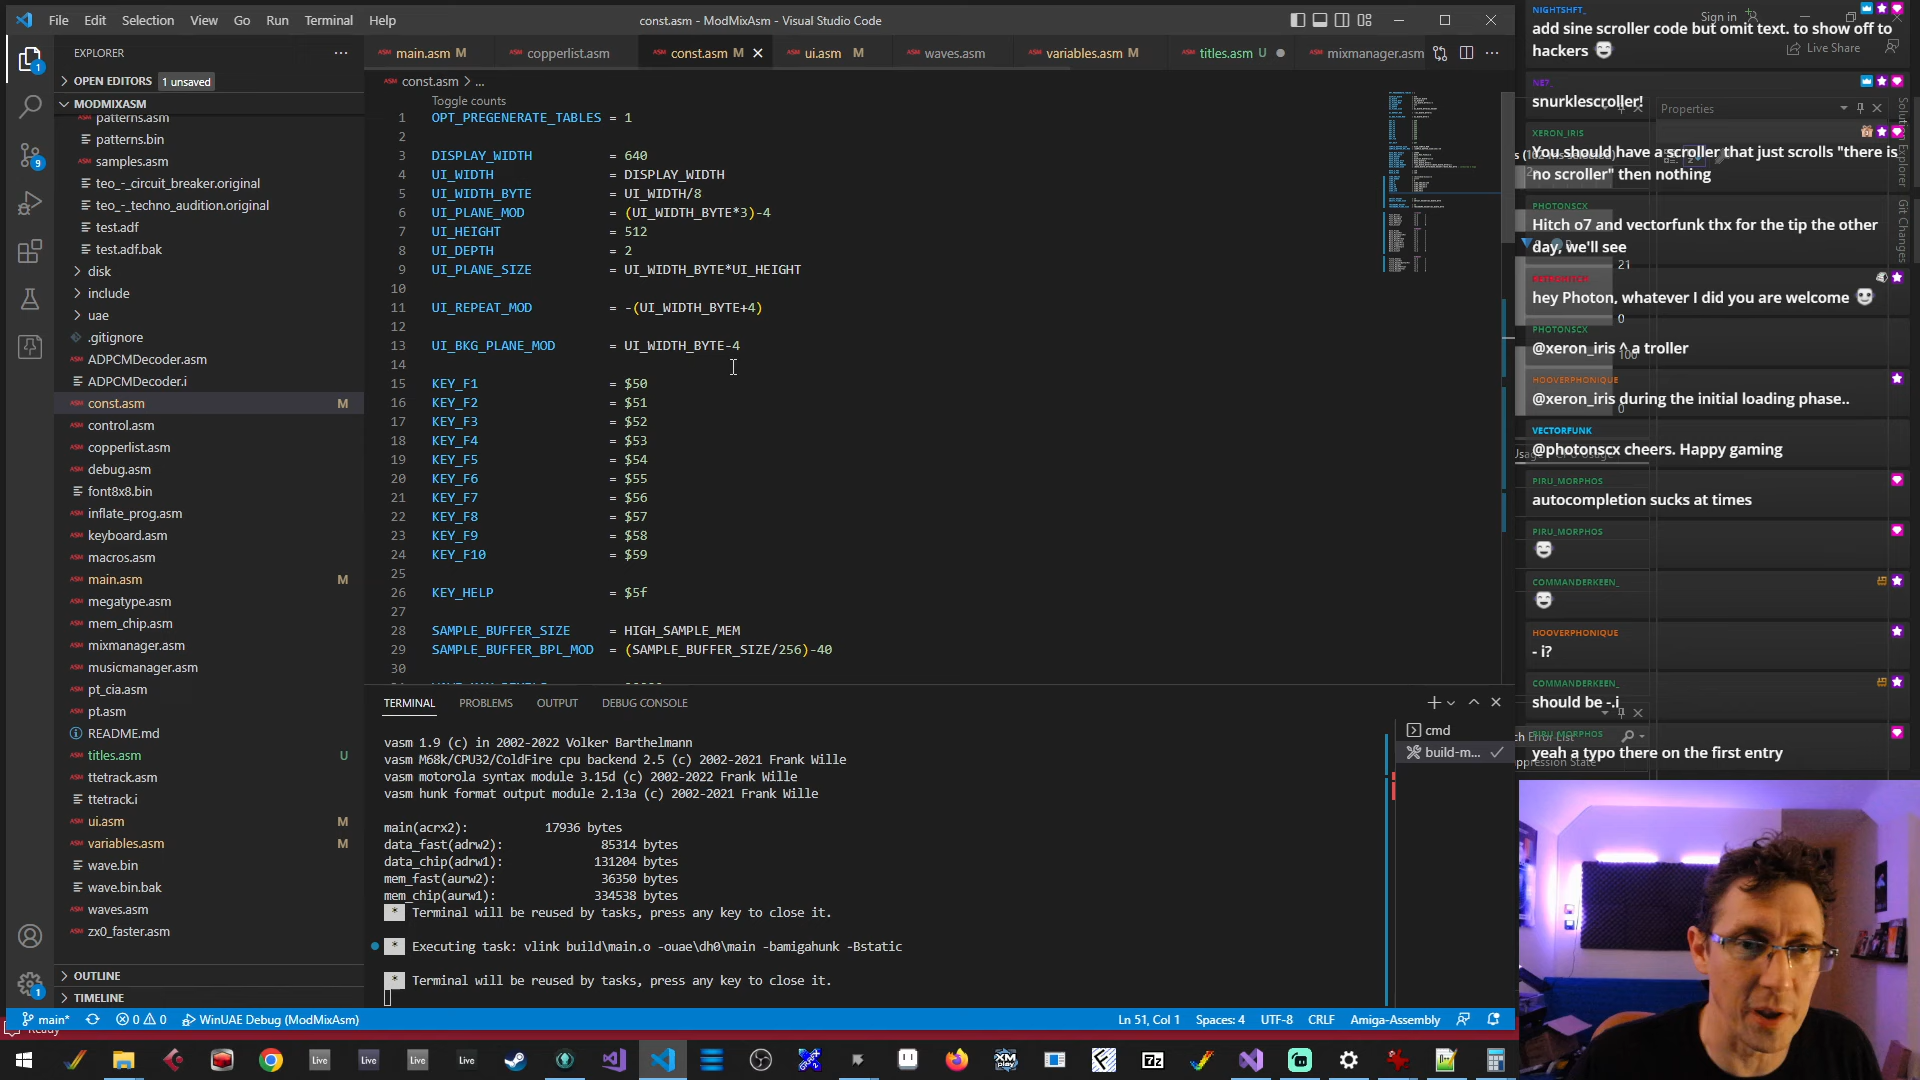 File Edit Selection View Go Run Terminal Help
const.asm - ModMixAsm - Visual Studio Code
EXPLORER
OPEN EDITORS 1 unsaved
MODMIXASM
patterns.asm
patterns.bin
samples.asm
teo_-_circuit_breaker.original
teo_-_techno_audition.original
test.adf
test.adf.bak
disk
include
uae
.gitignore
ADPCMDecoder.asm
ADPCMDecoder.i
const.asm M
control.asm
copperlist.asm
debug.asm
font8x8.bin
inflate_prog.asm
keyboard.asm
macros.asm
main.asm M
megatype.asm
mem_chip.asm
mixmanager.asm
musicmanager.asm
pt_cia.asm
pt.asm
README.md
titles.asm U
ttetrack.asm
ttetrack.i
ui.asm M
variables.asm M
wave.bin
wave.bin.bak
waves.asm
zx0_faster.asm
OUTLINE
TIMELINE
main.asm M copperlist.asm const.asm M ui.asm M waves.asm variables.asm M titles.asm U mixmanager.asm
const.asm > ...
Toggle counts
1 OPT_PREGENERATE_TABLES = 1
2
3 DISPLAY_WIDTH = 640
4 UI_WIDTH = DISPLAY_WIDTH
5 UI_WIDTH_BYTE = UI_WIDTH/8
6 UI_PLANE_MOD = (UI_WIDTH_BYTE*3)-4
7 UI_HEIGHT = 512
8 UI_DEPTH = 2
9 UI_PLANE_SIZE = UI_WIDTH_BYTE*UI_HEIGHT
10
11 UI_REPEAT_MOD = -(UI_WIDTH_BYTE+4)
12
13 UI_BKG_PLANE_MOD = UI_WIDTH_BYTE-4
14
15 KEY_F1 = $50
16 KEY_F2 = $51
17 KEY_F3 = $52
18 KEY_F4 = $53
19 KEY_F5 = $54
20 KEY_F6 = $55
21 KEY_F7 = $56
22 KEY_F8 = $57
23 KEY_F9 = $58
24 KEY_F10 = $59
25
26 KEY_HELP = $5f
27
28 SAMPLE_BUFFER_SIZE = HIGH_SAMPLE_MEM
29 SAMPLE_BUFFER_BPL_MOD = (SAMPLE_BUFFER_SIZE/256)-40
30
TERMINAL PROBLEMS OUTPUT DEBUG CONSOLE
cmd
build-m...
vasm 1.9 (c) in 2002-2022 Volker Barthelmann
vasm M68k/CPU32/ColdFire cpu backend 2.5 (c) 2002-2021 Frank Wille
vasm motorola syntax module 3.15d (c) 2002-2022 Frank Wille
vasm hunk format output module 2.13a (c) 2002-2021 Frank Wille
main(acrx2): 17936 bytes
data_fast(adrw2): 85314 bytes
data_chip(adrw1): 131204 bytes
mem_fast(aurw2): 36350 bytes
mem_chip(aurw1): 334538 bytes
* Terminal will be reused by tasks, press any key to close it.
* Executing task: vlink build\main.o -ouae\dh0\main -bamigahunk -Bstatic
* Terminal will be reused by tasks, press any key to close it.
main* 0 0 WinUAE Debug (ModMixAsm)
Ln 51, Col 1 Spaces: 4 UTF-8 CRLF Amiga-Assembly
NIGHTSHFT_
add sine scroller code but omit text. to show off to
hackers
Sign in
Live Share
NE7_
snurklescroller!
Properties
XERON_IRIS
You should have a scroller that just scrolls "there is
no scroller" then nothing
PHOTONSCX
Hitch o7 and vectorfunk thx for the tip the other
day, we'll see
21
hey Photon, whatever I did you are welcome
0
PHOTONSCX
@xeron_iris ^ a troller
100
HOOVERPHONIQUE
@xeron_iris during the initial loading phase..
0
VECTORFUNK
@photonscx cheers. Happy gaming
PIRU_MORPHOS
autocompletion sucks at times
PIRU_MORPHOS
COMMANDERKEEN_
HOOVERPHONIQUE
- i?
COMMANDERKEEN_
should be -.i
PIRU_MORPHOS
yeah a typo there on the first entry
Solution Explorer
Git Changes
Live Live Live Live
7z